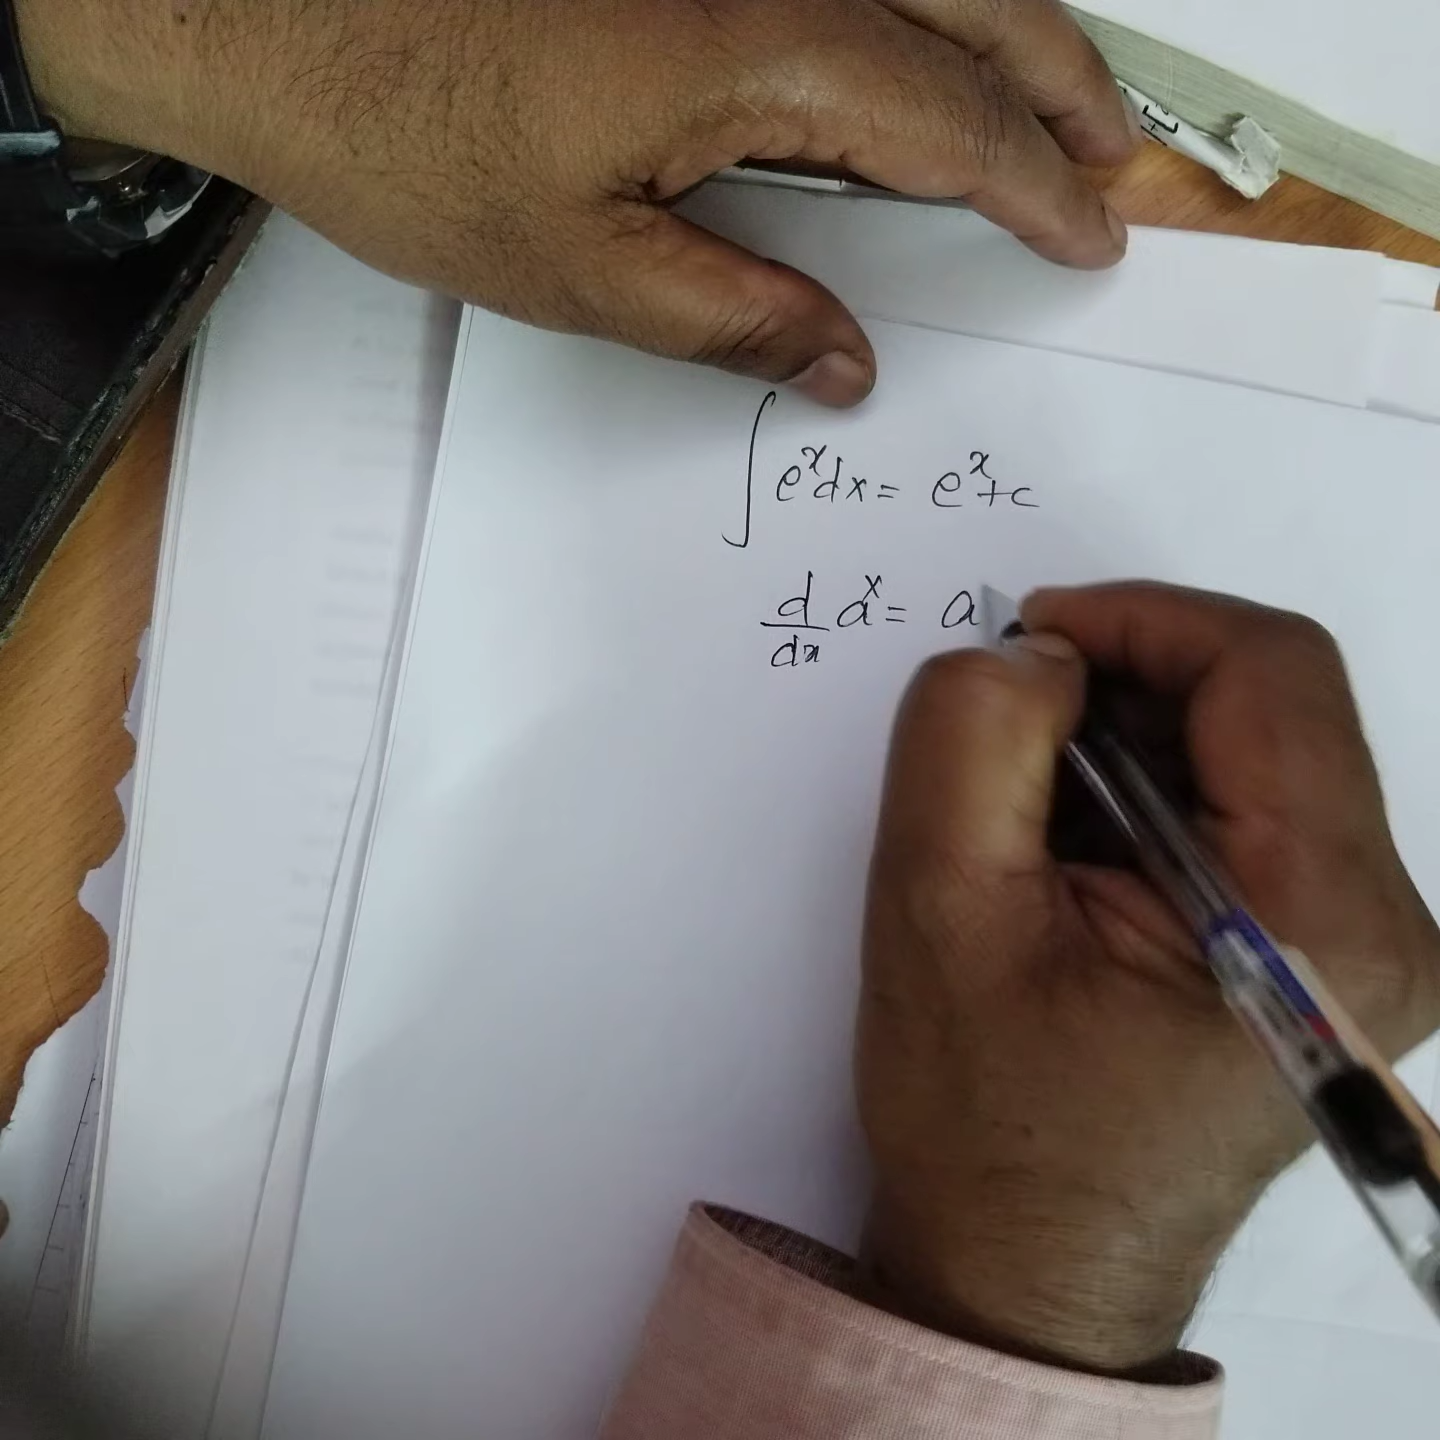 ∫ e^x dx = e^x + c
d/dx a^x = a